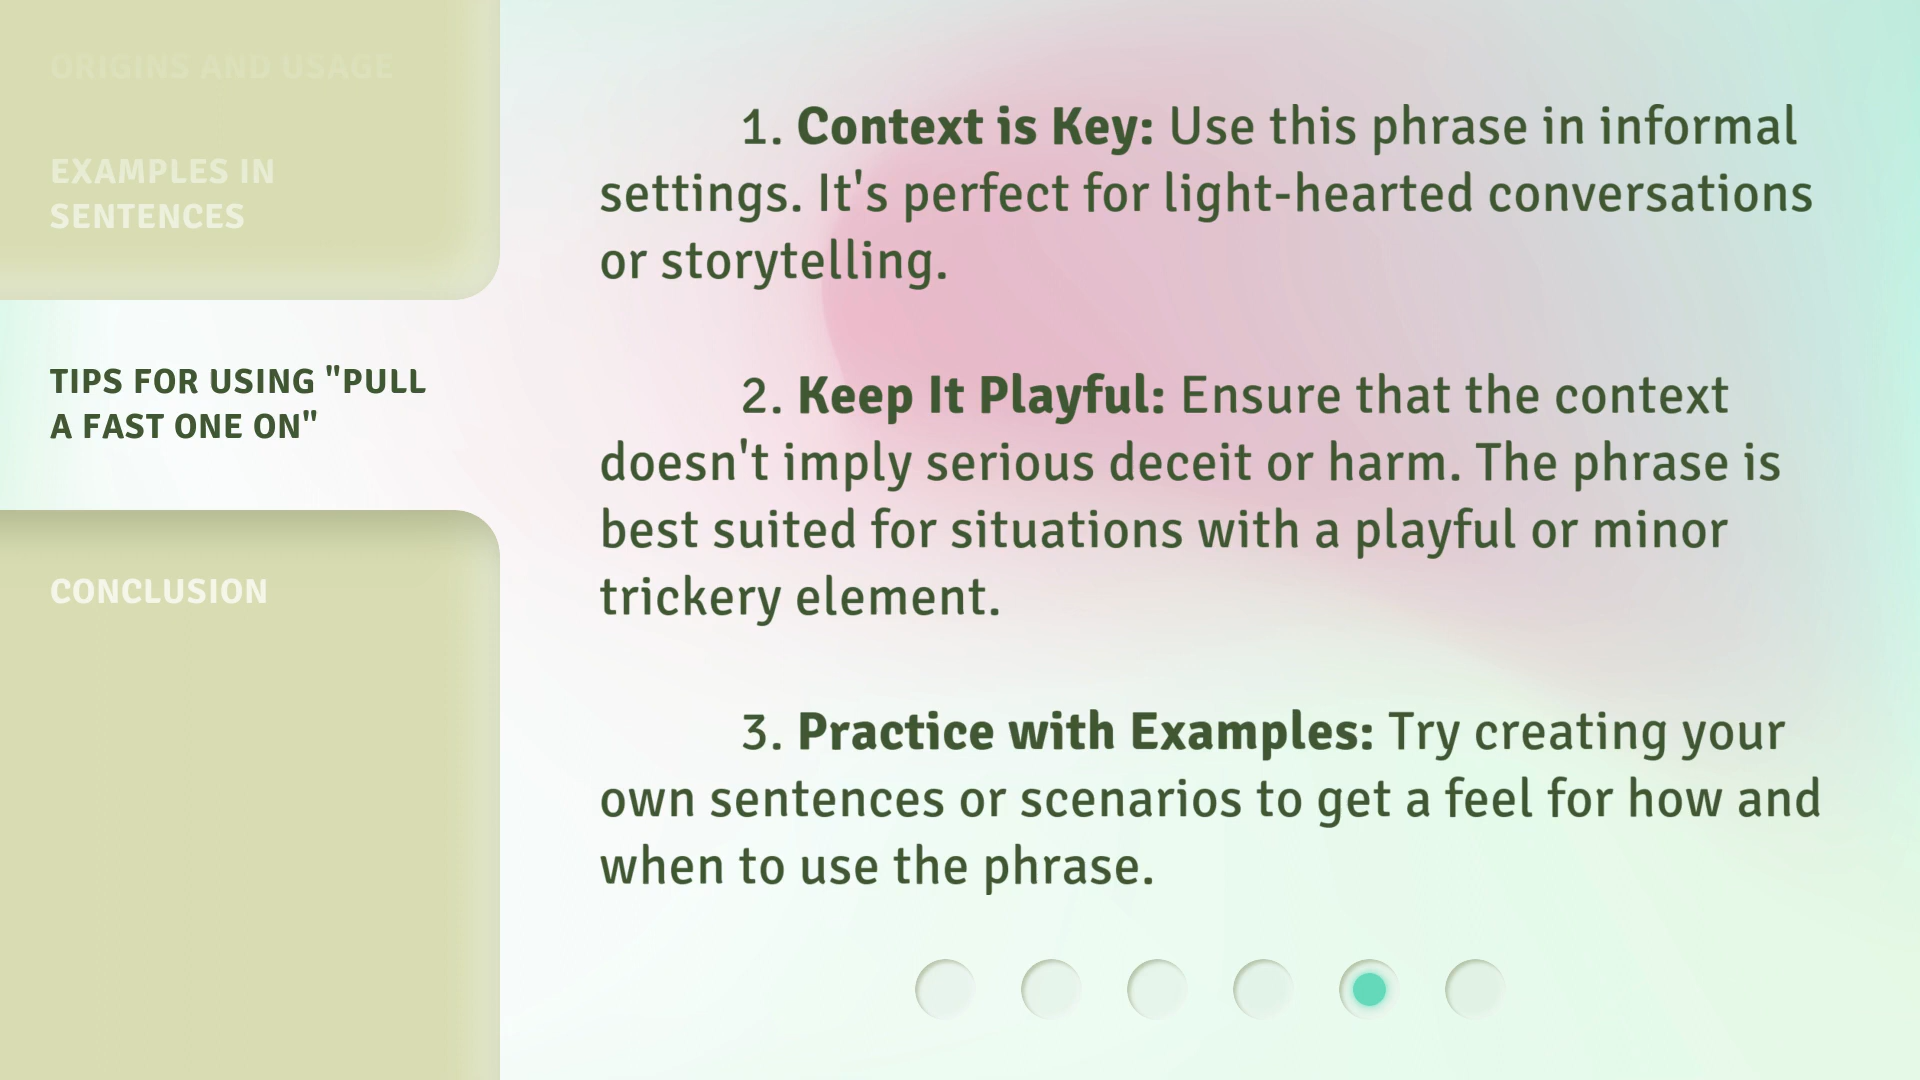 ORIGINS AND USAGE
EXAMPLES IN
SENTENCES
TIPS FOR USING "PULL
A FAST ONE ON"
CONCLUSION
1. Context is Key: Use this phrase in informal
settings. It's perfect for light-hearted conversations
or storytelling.
2. Keep It Playful: Ensure that the context
doesn't imply serious deceit or harm. The phrase is
best suited for situations with a playful or minor
trickery element.
3. Practice with Examples: Try creating your
own sentences or scenarios to get a feel for how and
when to use the phrase.